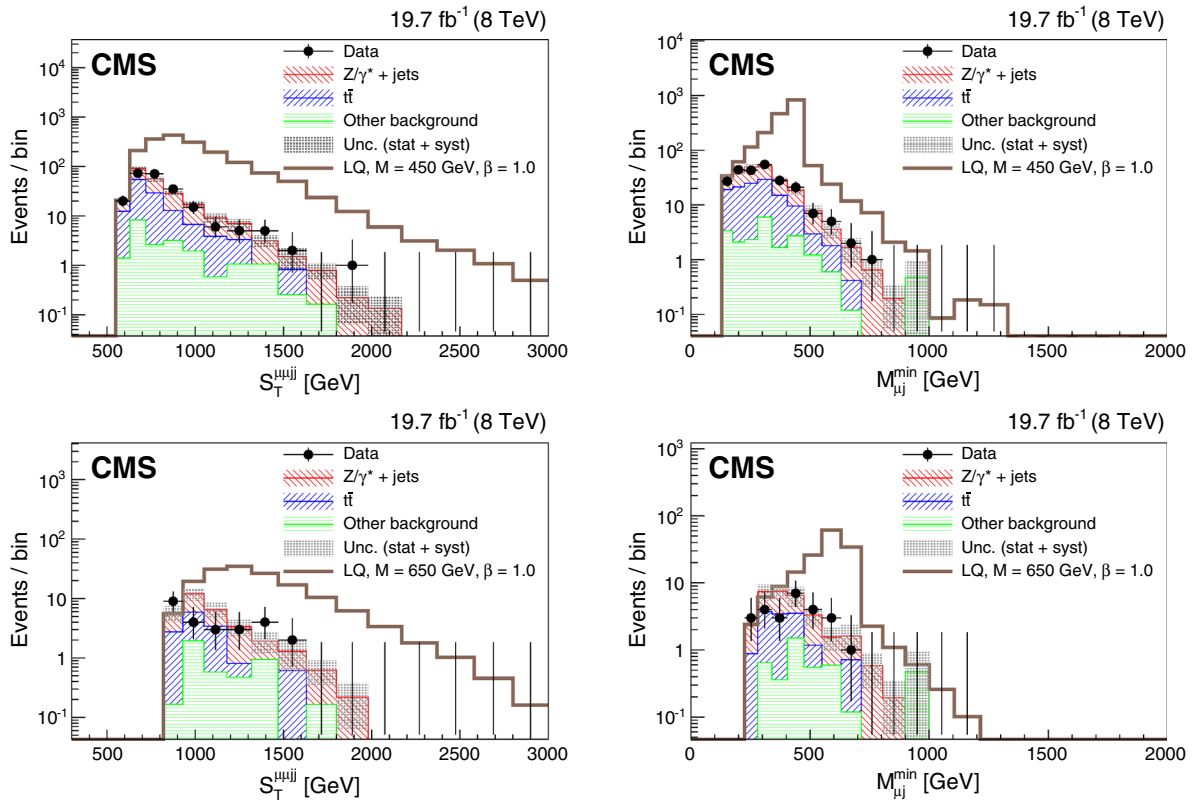 19.7 fb⁻¹ (8 TeV)
CMS
Data
Z/γ* + jets
tt̄
Other background
Unc. (stat + syst)
LQ, M = 450 GeV, β = 1.0
Events / bin
10⁴
10³
10²
10
1
10⁻¹
500 1000 1500 2000 2500 3000
S_T^μμjj [GeV]
19.7 fb⁻¹ (8 TeV)
CMS
Data
Z/γ* + jets
tt̄
Other background
Unc. (stat + syst)
LQ, M = 450 GeV, β = 1.0
Events / bin
10⁴
10³
10²
10
1
10⁻¹
0 500 1000 1500 2000
M_μj^min [GeV]
19.7 fb⁻¹ (8 TeV)
CMS
Data
Z/γ* + jets
tt̄
Other background
Unc. (stat + syst)
LQ, M = 650 GeV, β = 1.0
Events / bin
10³
10²
10
1
10⁻¹
500 1000 1500 2000 2500 3000
S_T^μμjj [GeV]
19.7 fb⁻¹ (8 TeV)
CMS
Data
Z/γ* + jets
tt̄
Other background
Unc. (stat + syst)
LQ, M = 650 GeV, β = 1.0
Events / bin
10³
10²
10
1
10⁻¹
0 500 1000 1500 2000
M_μj^min [GeV]